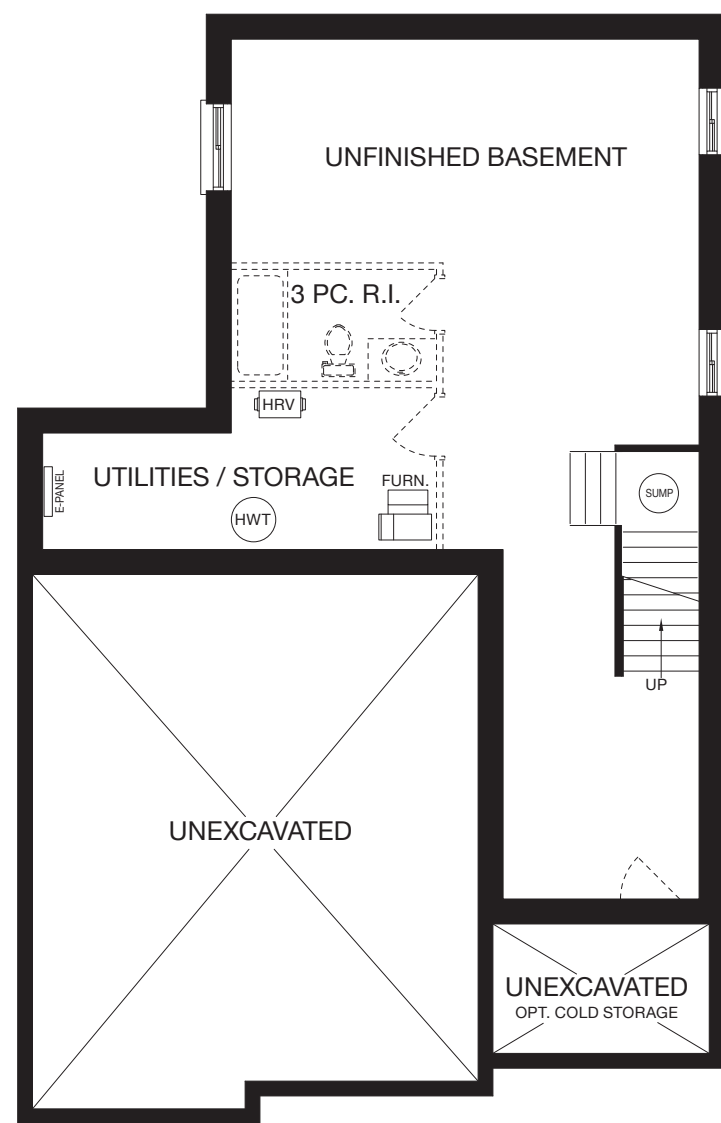 UNFINISHED BASEMENT
3 PC. R.I.
HRV
UTILITIES / STORAGE
FURN.
E-PANEL
HWT
SUMP
UP
UNEXCAVATED
UNEXCAVATED
OPT. COLD STORAGE